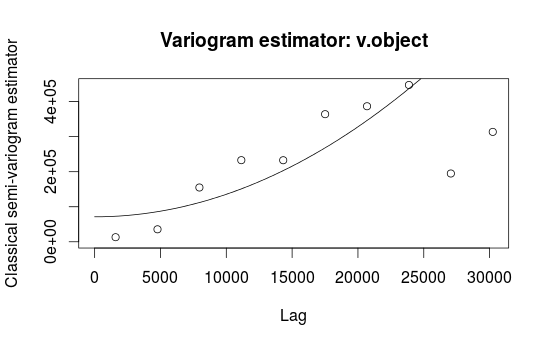 Variogram estimator: v.object
Classical semi-variogram estimator
4e+05
2e+05
0e+00
0 5000 10000 15000 20000 25000 30000
Lag